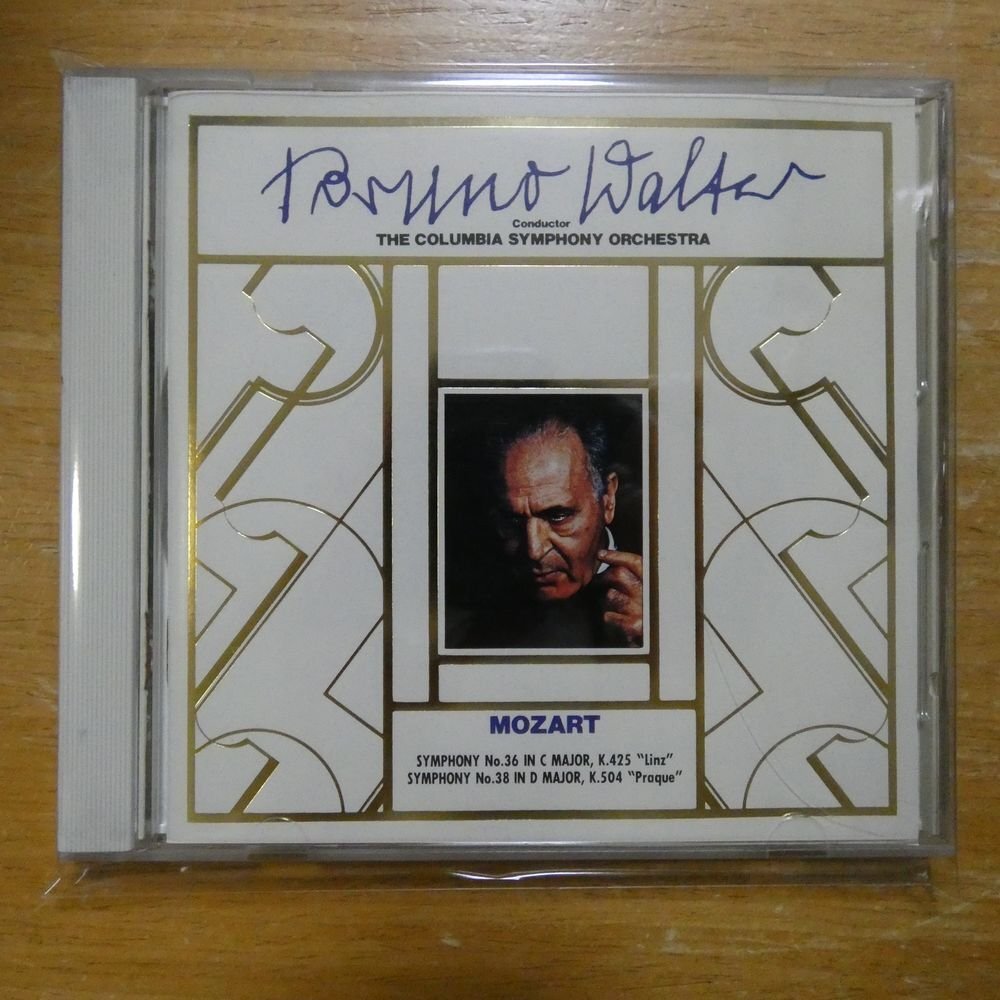 Bruno Walter
Conductor
THE COLUMBIA SYMPHONY ORCHESTRA
MOZART
SYMPHONY No.36 IN C MAJOR, K.425 "Linz"
SYMPHONY No.38 IN D MAJOR, K.504 "Praque"